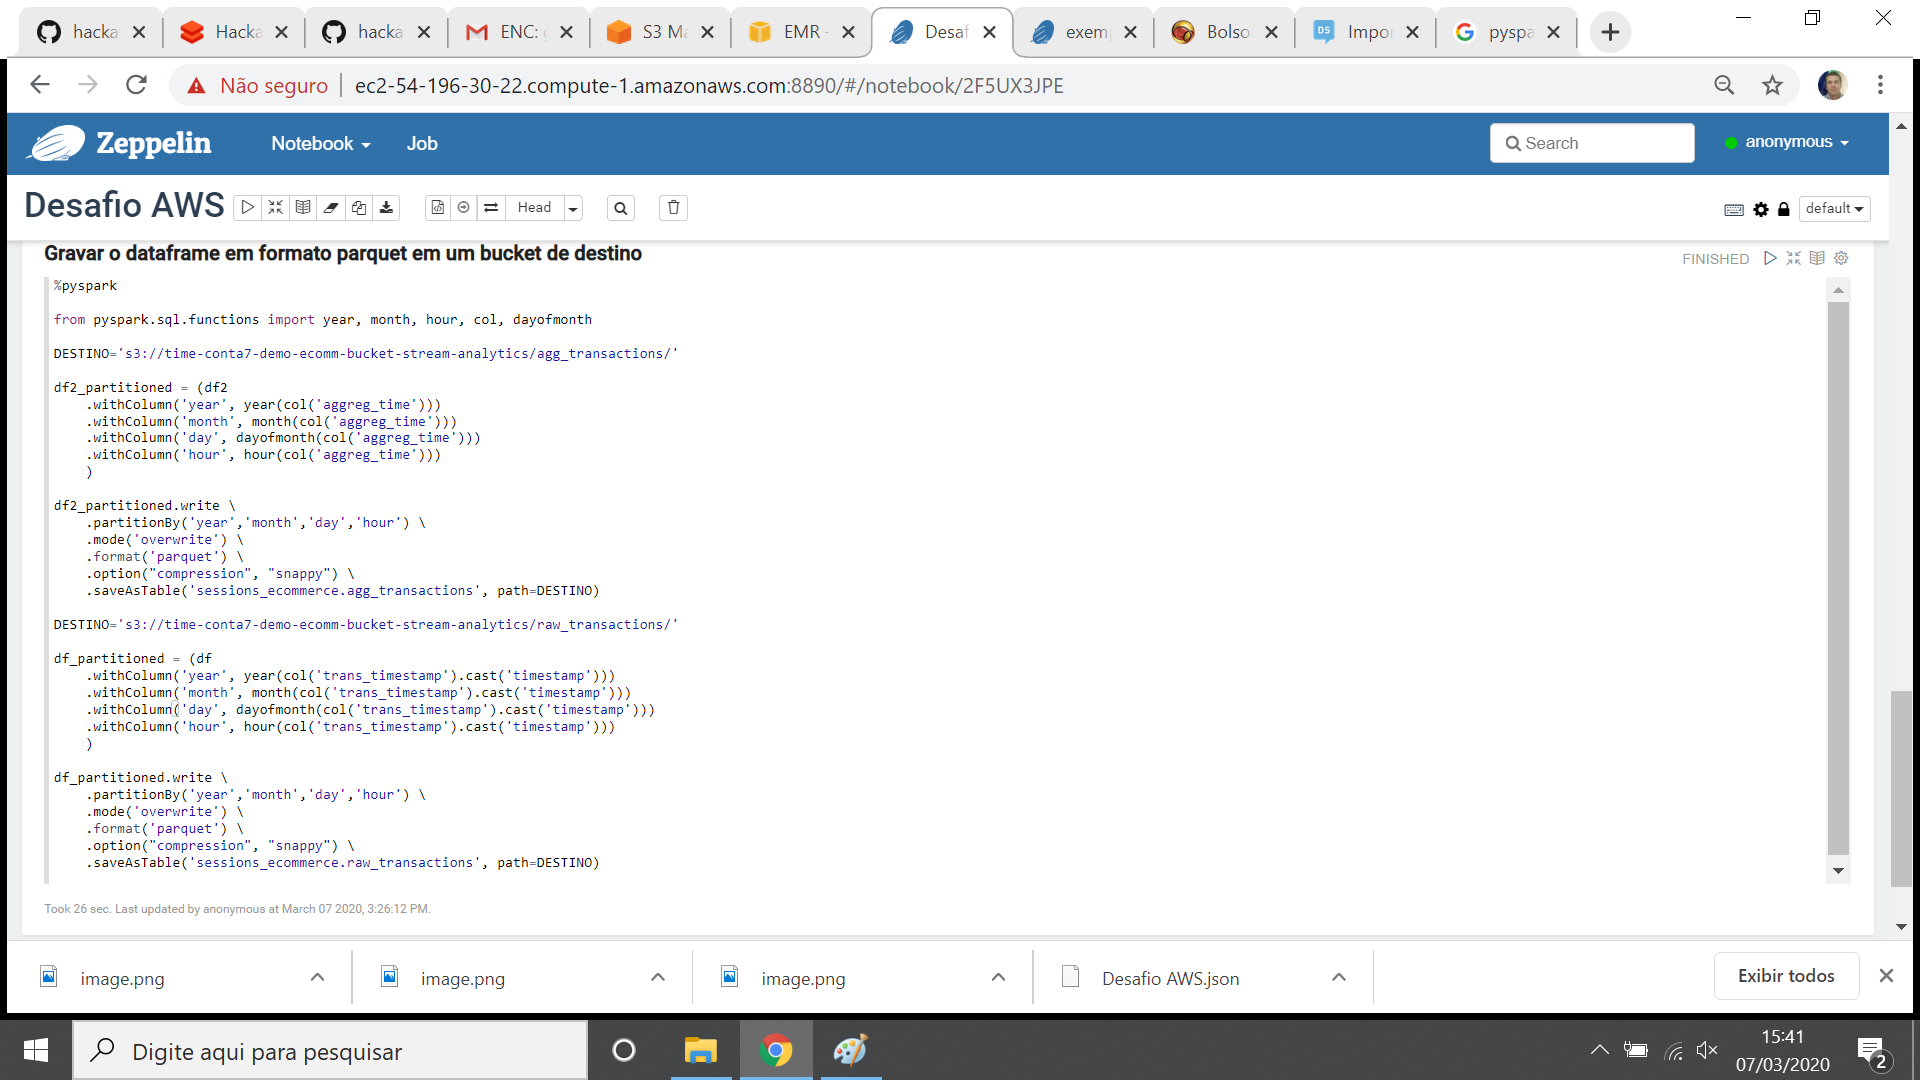 hacka
Hacka
hacka
ENC: g
S3 Ma
EMR -
Desaf
exem
Bolso
Impor
pyspa
Não seguro
ec2-54-196-30-22.compute-1.amazonaws.com:8890/#/notebook/2F5UX3JPE
Zeppelin
Notebook
Job
Search
anonymous
Desafio AWS
Head
default
Gravar o dataframe em formato parquet em um bucket de destino
FINISHED
%pyspark
from pyspark.sql.functions import year, month, hour, col, dayofmonth
DESTINO='s3://time-conta7-demo-ecomm-bucket-stream-analytics/agg_transactions/'
df2_partitioned = (df2
.withColumn('year', year(col('aggreg_time')))
.withColumn('month', month(col('aggreg_time')))
.withColumn('day', dayofmonth(col('aggreg_time')))
.withColumn('hour', hour(col('aggreg_time')))
)
df2_partitioned.write \
.partitionBy('year','month','day','hour') \
.mode('overwrite') \
.format('parquet') \
.option("compression", "snappy") \
.saveAsTable('sessions_ecommerce.agg_transactions', path=DESTINO)
DESTINO='s3://time-conta7-demo-ecomm-bucket-stream-analytics/raw_transactions/'
df_partitioned = (df
.withColumn('year', year(col('trans_timestamp').cast('timestamp')))
.withColumn('month', month(col('trans_timestamp').cast('timestamp')))
.withColumn('day', dayofmonth(col('trans_timestamp').cast('timestamp')))
.withColumn('hour', hour(col('trans_timestamp').cast('timestamp')))
)
df_partitioned.write \
.partitionBy('year','month','day','hour') \
.mode('overwrite') \
.format('parquet') \
.option("compression", "snappy") \
.saveAsTable('sessions_ecommerce.raw_transactions', path=DESTINO)
Took 26 sec. Last updated by anonymous at March 07 2020, 3:26:12 PM.
image.png
image.png
image.png
Desafio AWS.json
Exibir todos
Digite aqui para pesquisar
15:41
07/03/2020
2